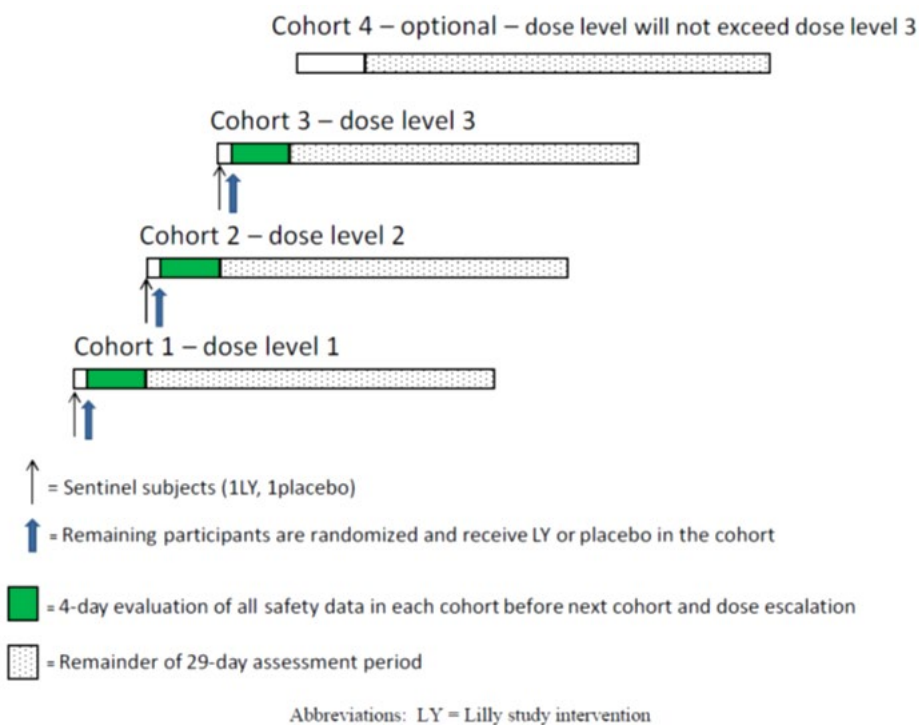 Cohort 4 – optional – dose level will not exceed dose level 3
Cohort 3 – dose level 3
Cohort 2 – dose level 2
Cohort 1 – dose level 1
= Sentinel subjects (1LY, 1placebo)
= Remaining participants are randomized and receive LY or placebo in the cohort
= 4-day evaluation of all safety data in each cohort before next cohort and dose escalation
= Remainder of 29-day assessment period
Abbreviations: LY = Lilly study intervention